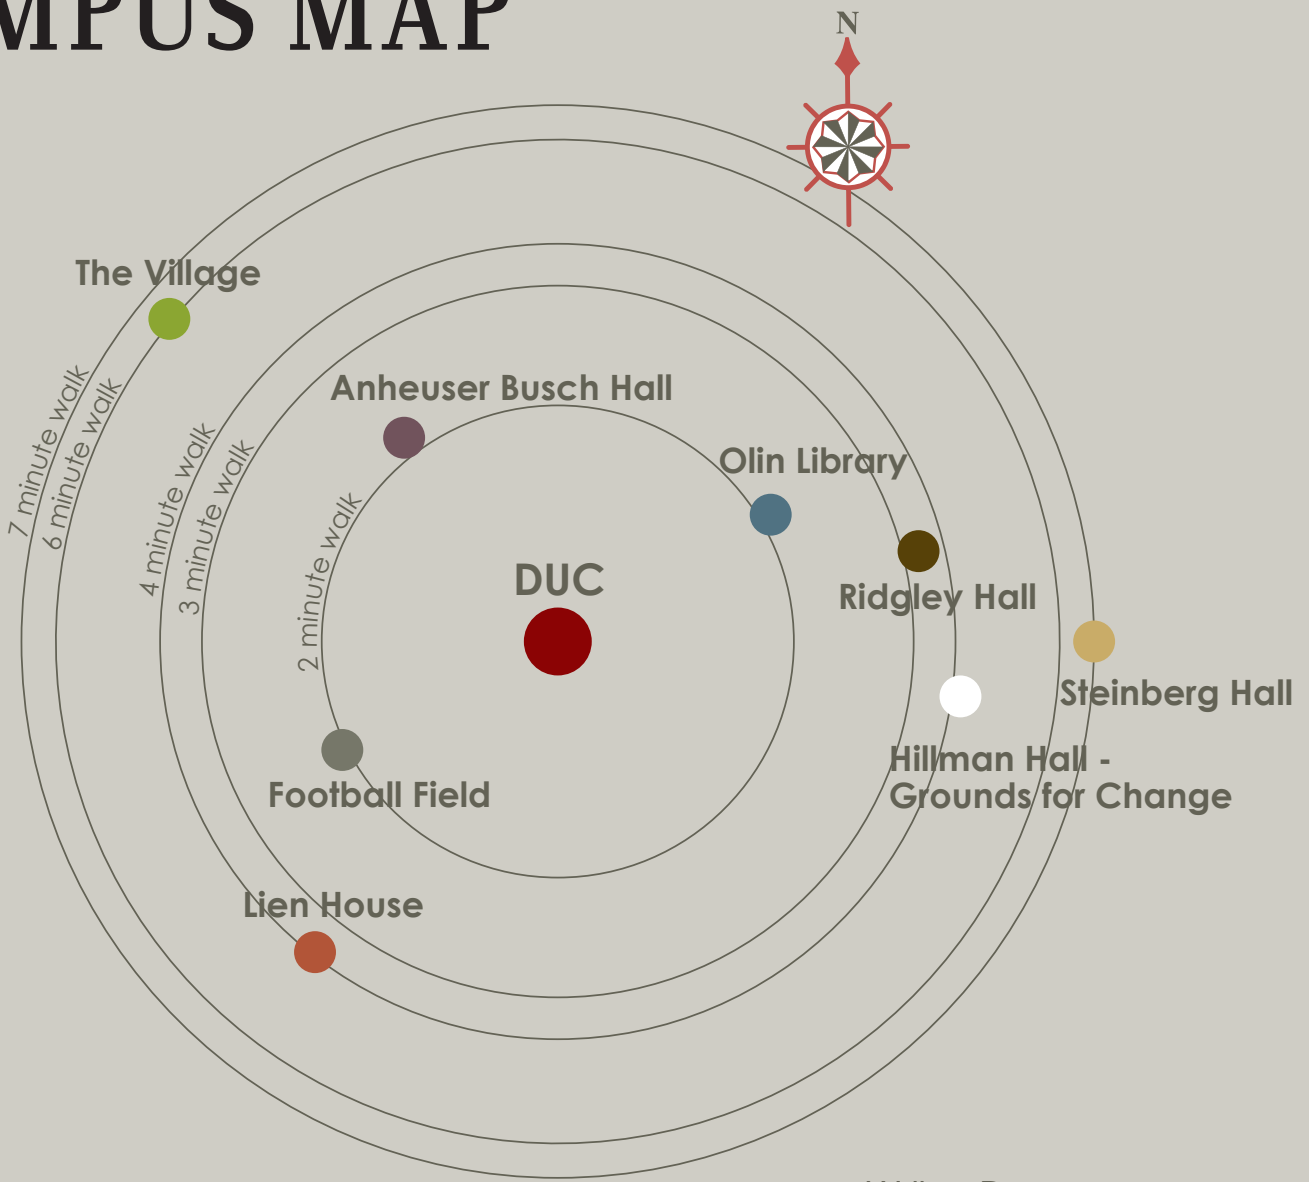 MPUS MAP
N
The Village
Anheuser Busch Hall
Olin Library
7 minute walk
6 minute walk
4 minute walk
3 minute walk
2 minute walk
DUC
Ridgley Hall
Steinberg Hall
Hillman Hall -
Grounds for Change
Football Field
Lien House